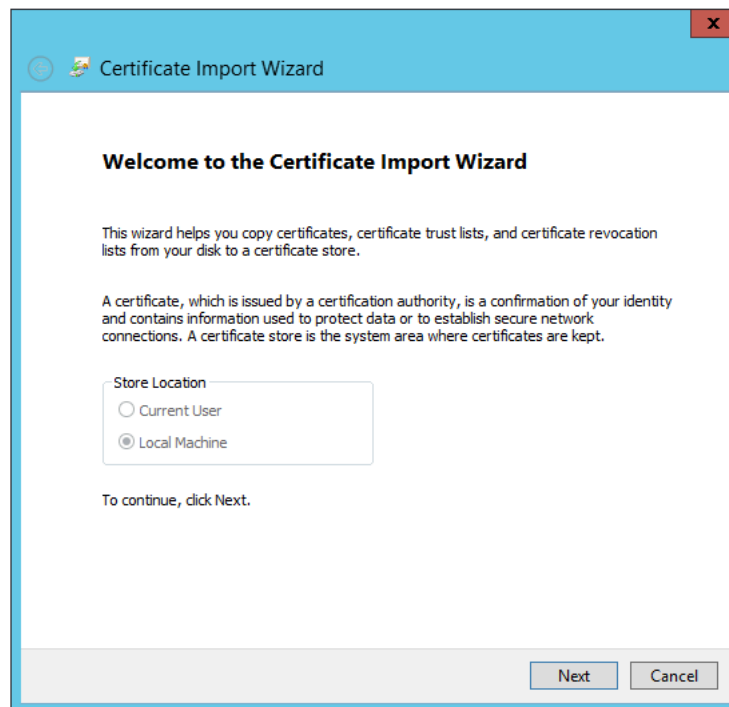 x
Certificate Import Wizard
Welcome to the Certificate Import Wizard
This wizard helps you copy certificates, certificate trust lists, and certificate revocation
lists from your disk to a certificate store.
A certificate, which is issued by a certification authority, is a confirmation of your identity
and contains information used to protect data or to establish secure network
connections. A certificate store is the system area where certificates are kept.
Store Location
Current User
Local Machine
To continue, click Next.
Next Cancel